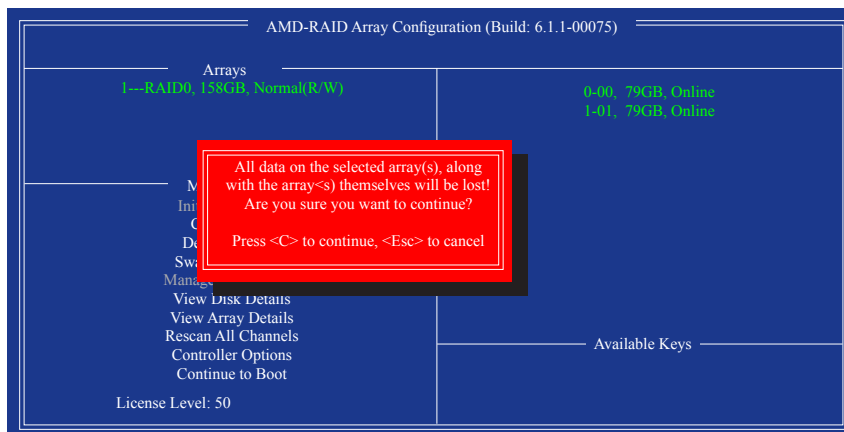 AMD-RAID Array Configuration (Build: 6.1.1-00075)
Arrays
1---RAID0, 158GB, Normal(R/W)
0-00, 79GB, Online
1-01, 79GB, Online
All data on the selected array(s), along
with the array<s) themselves will be lost!
Are you sure you want to continue?
Press <C> to continue, <Esc> to cancel
View Disk Details
View Array Details
Rescan All Channels
Controller Options
Continue to Boot
Available Keys
License Level: 50